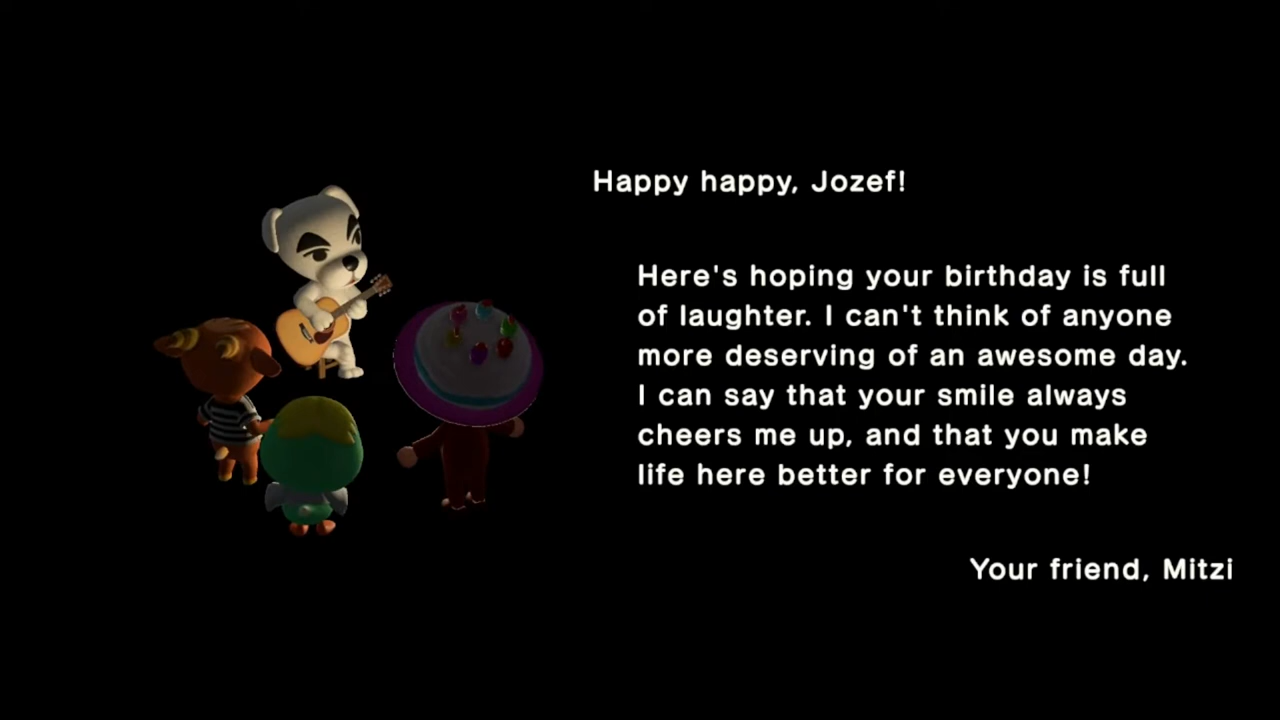 Happy happy, Jozef!
Here's hoping your birthday is full
of laughter. I can't think of anyone
more deserving of an awesome day.
I can say that your smile always
cheers me up, and that you make
life here better for everyone!
Your friend, Mitzi